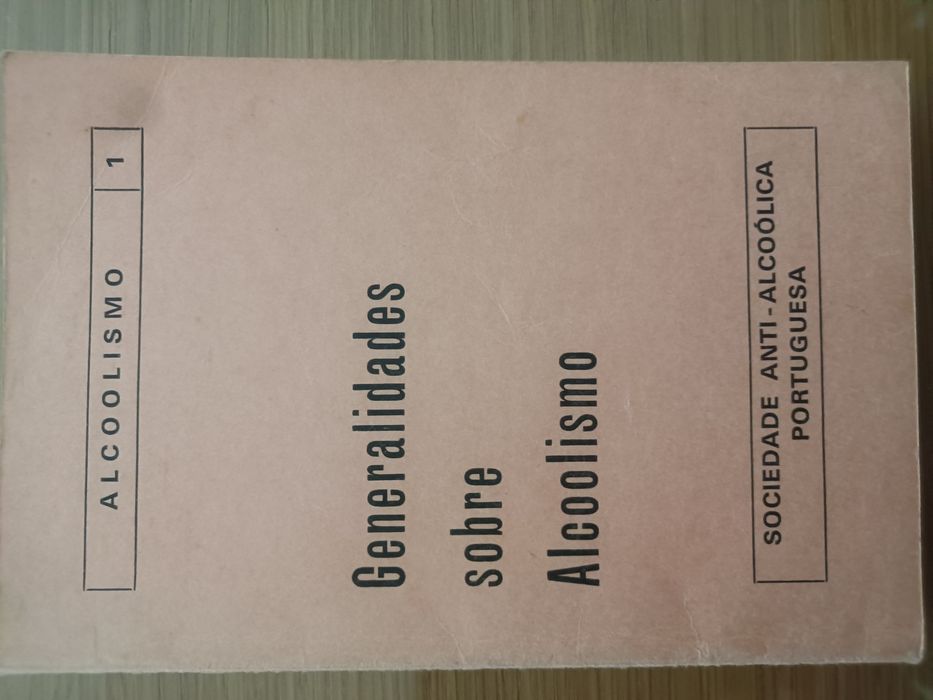 ALCOOLISMO 1
Generalidades
sobre
Alcoolismo
SOCIEDADE ANTI-ALCOÓLICA
PORTUGUESA